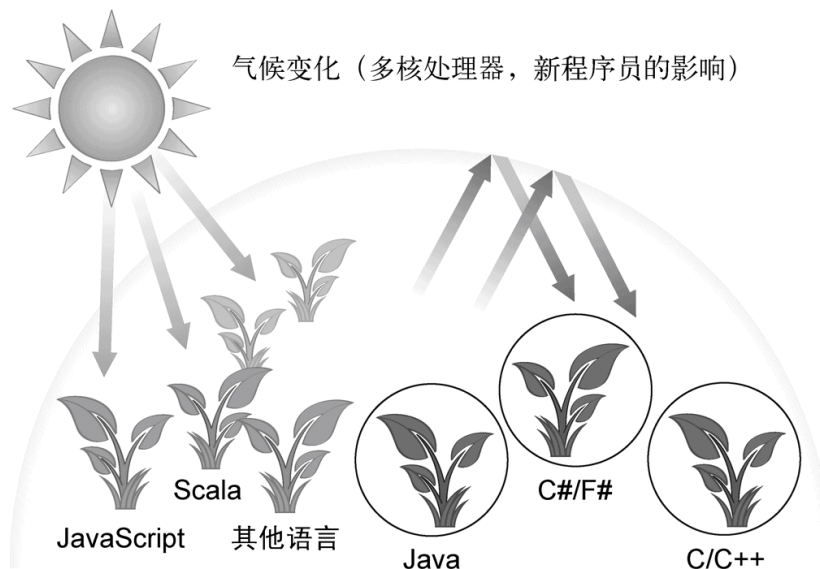 气候变化（多核处理器，新程序员的影响）
Scala
C#/F#
JavaScript
其他语言
Java
C/C++